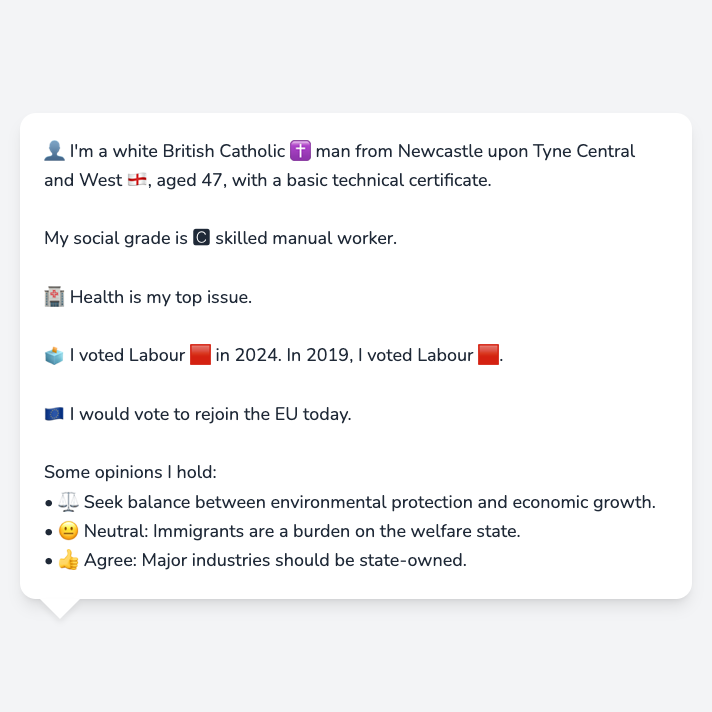 👤 I'm a white British Catholic ✝️ man from Newcastle upon Tyne Central
and West 🏴󠁧󠁢󠁥󠁮󠁧󠁿, aged 47, with a basic technical certificate.
My social grade is 🅲 skilled manual worker.
🏥 Health is my top issue.
🗳️ I voted Labour 🟥 in 2024. In 2019, I voted Labour 🟥.
🇪🇺 I would vote to rejoin the EU today.
Some opinions I hold:
• ⚖️ Seek balance between environmental protection and economic growth.
• 😐 Neutral: Immigrants are a burden on the welfare state.
• 👍 Agree: Major industries should be state-owned.